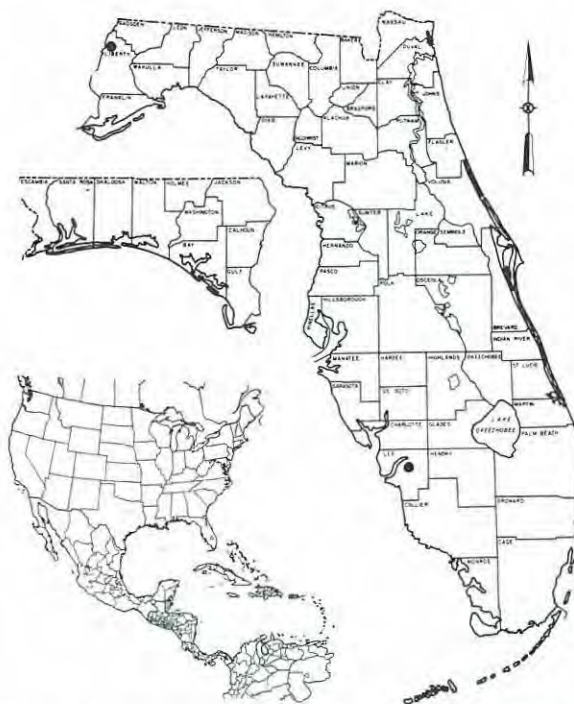 NASSAU
GADSDEN
LEON
JEFFERSON
MADISON
HAMILTON
BAKER
DUVAL
LIBERTY
WAKULLA
TAYLOR
SUWANNEE
COLUMBIA
UNION
CLAY
ST JOHNS
FRANKLIN
LAFAYETTE
BRADFORD
DIXIE
GILCHRIST
ALACHUA
PUTNAM
LEVY
FLAGLER
MARION
VOLUSIA
ESCAMBIA
SANTA ROSA
OKALOOSA
WALTON
HOLMES
JACKSON
WASHINGTON
BAY
CALHOUN
GULF
CITRUS
SUMTER
LAKE
HERNANDO
ORANGE
SEMINOLE
PASCO
POLK
OSCEOLA
HILLSBOROUGH
PINELLAS
BREVARD
INDIAN RIVER
MANATEE
HARDEE
HIGHLANDS
OKEECHOBEE
ST LUCIE
SARASOTA
DE SOTO
MARTIN
CHARLOTTE
GLADES
LAKE
OKEECHOBEE
PALM BEACH
LEE
HENDRY
COLLIER
BROWARD
DADE
MONROE